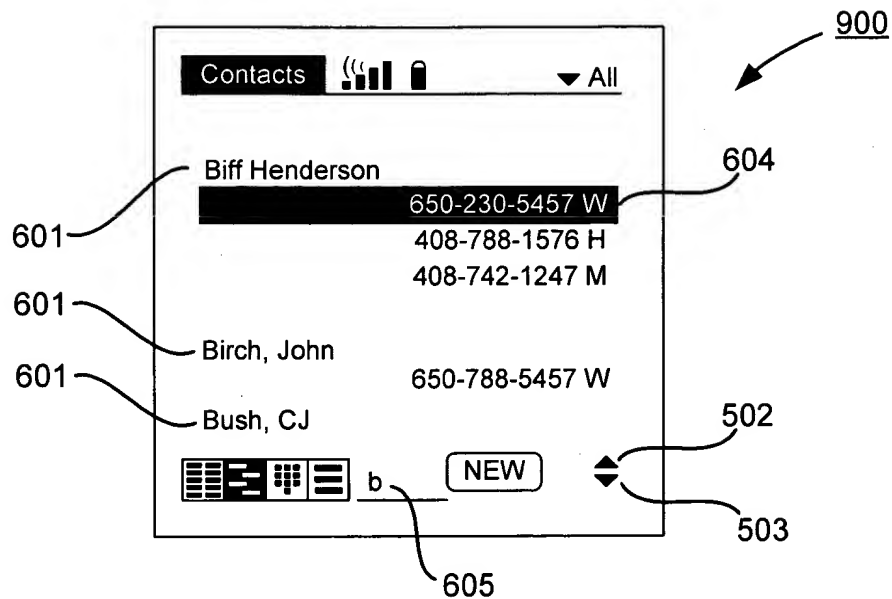 900
Contacts All
Biff Henderson
604
650-230-5457 W
601
408-788-1576 H
408-742-1247 M
601
Birch, John
601
650-788-5457 W
Bush, CJ
502
b
NEW
503
605